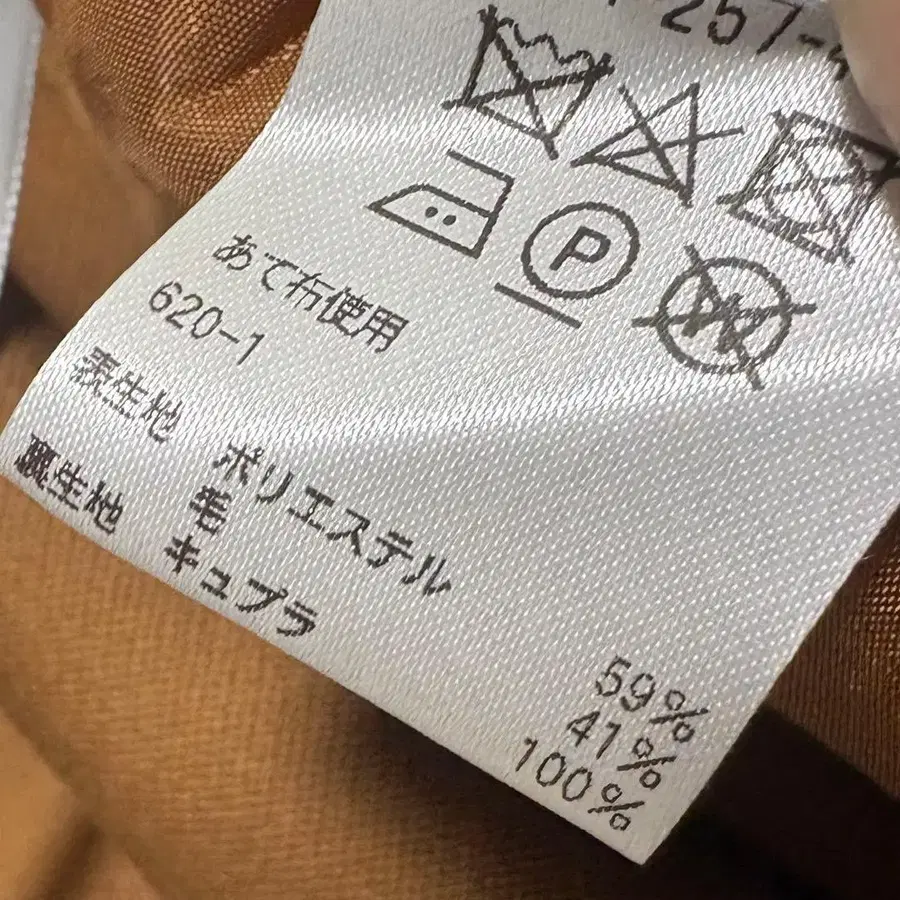 257-
P
W
あて布使用
620-1
表生地 ポリエステル 59%
毛 41%
裏生地 キュプラ 100%